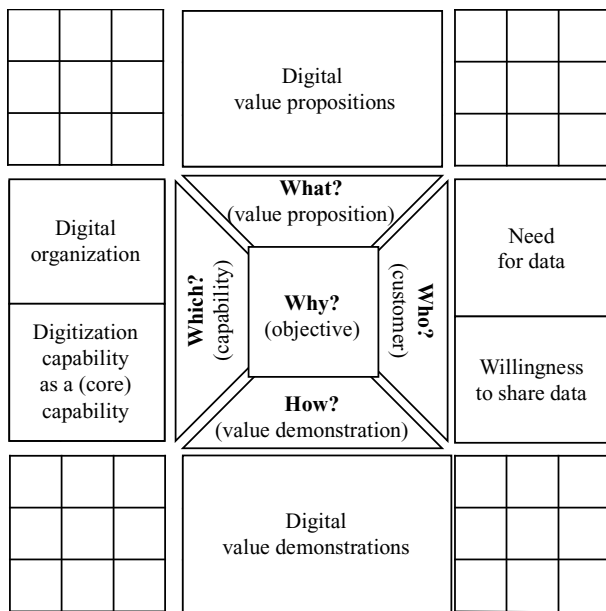 Digital
value propositions
What?
(value proposition)
Digital
organization
Digitization
capability
as a (core)
capability
Which?
(capability)
Why?
(objective)
Who?
(customer)
Need
for data
Willingness
to share data
How?
(value demonstration)
Digital
value demonstrations